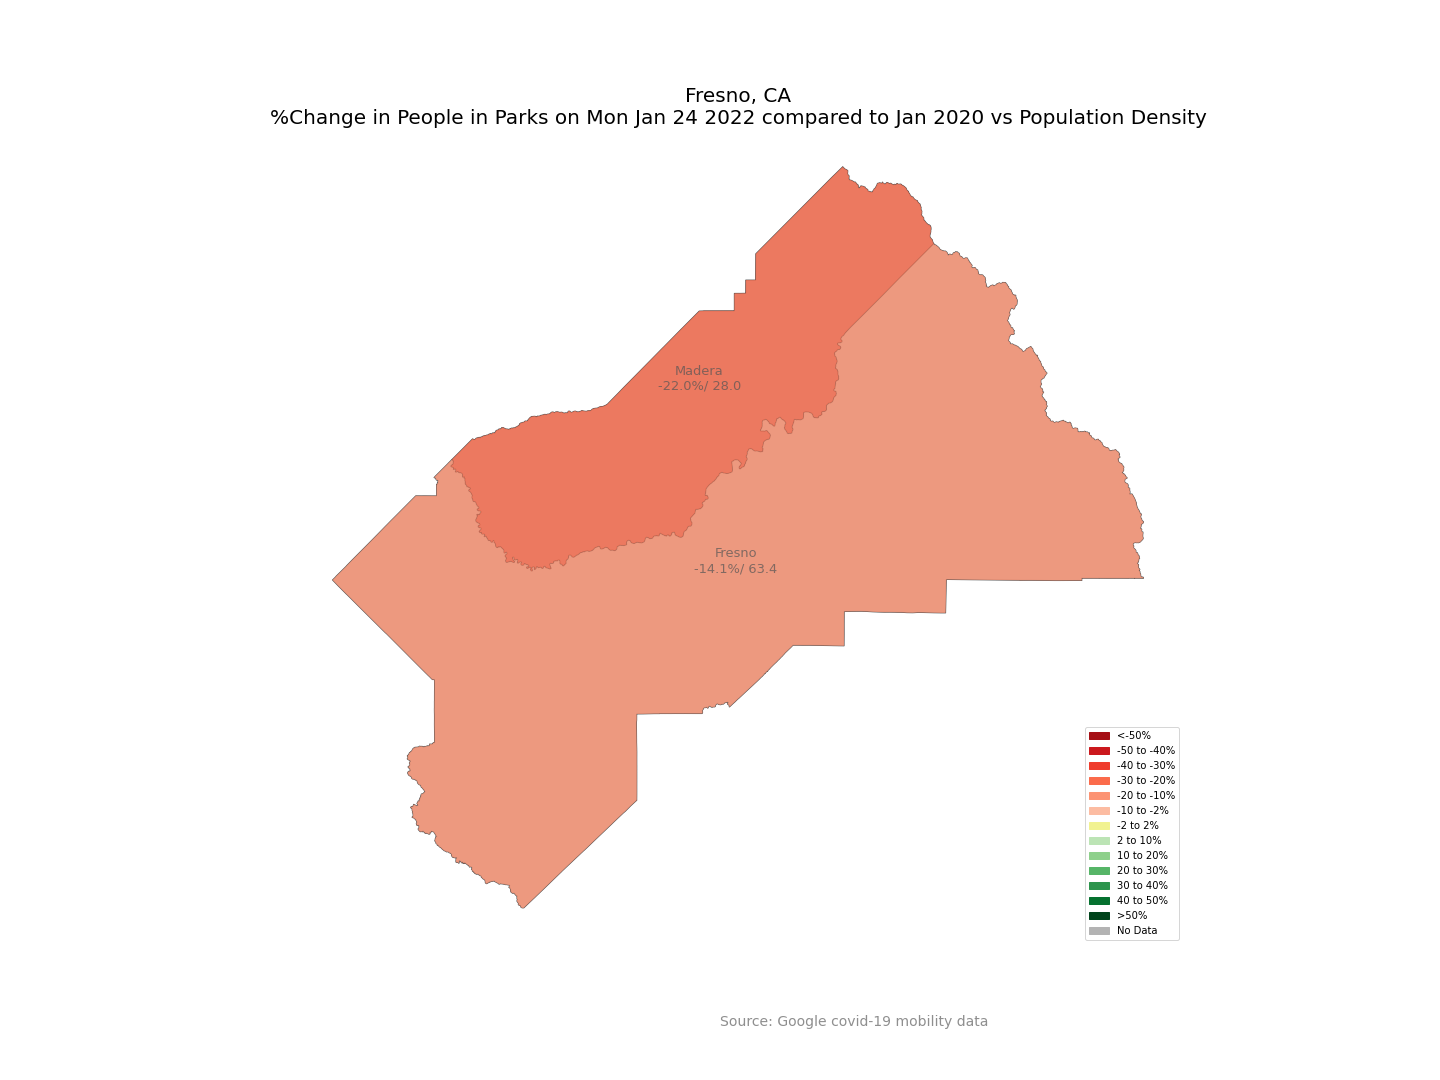 Fresno, CA
%Change in People in Parks on Mon Jan 24 2022 compared to Jan 2020 vs Population Density
Madera
-22.0%/ 28.0
Fresno
-14.1%/ 63.4
<-50%
-50 to -40%
-40 to -30%
-30 to -20%
-20 to -10%
-10 to -2%
-2 to 2%
2 to 10%
10 to 20%
20 to 30%
30 to 40%
40 to 50%
>50%
No Data
Source: Google covid-19 mobility data